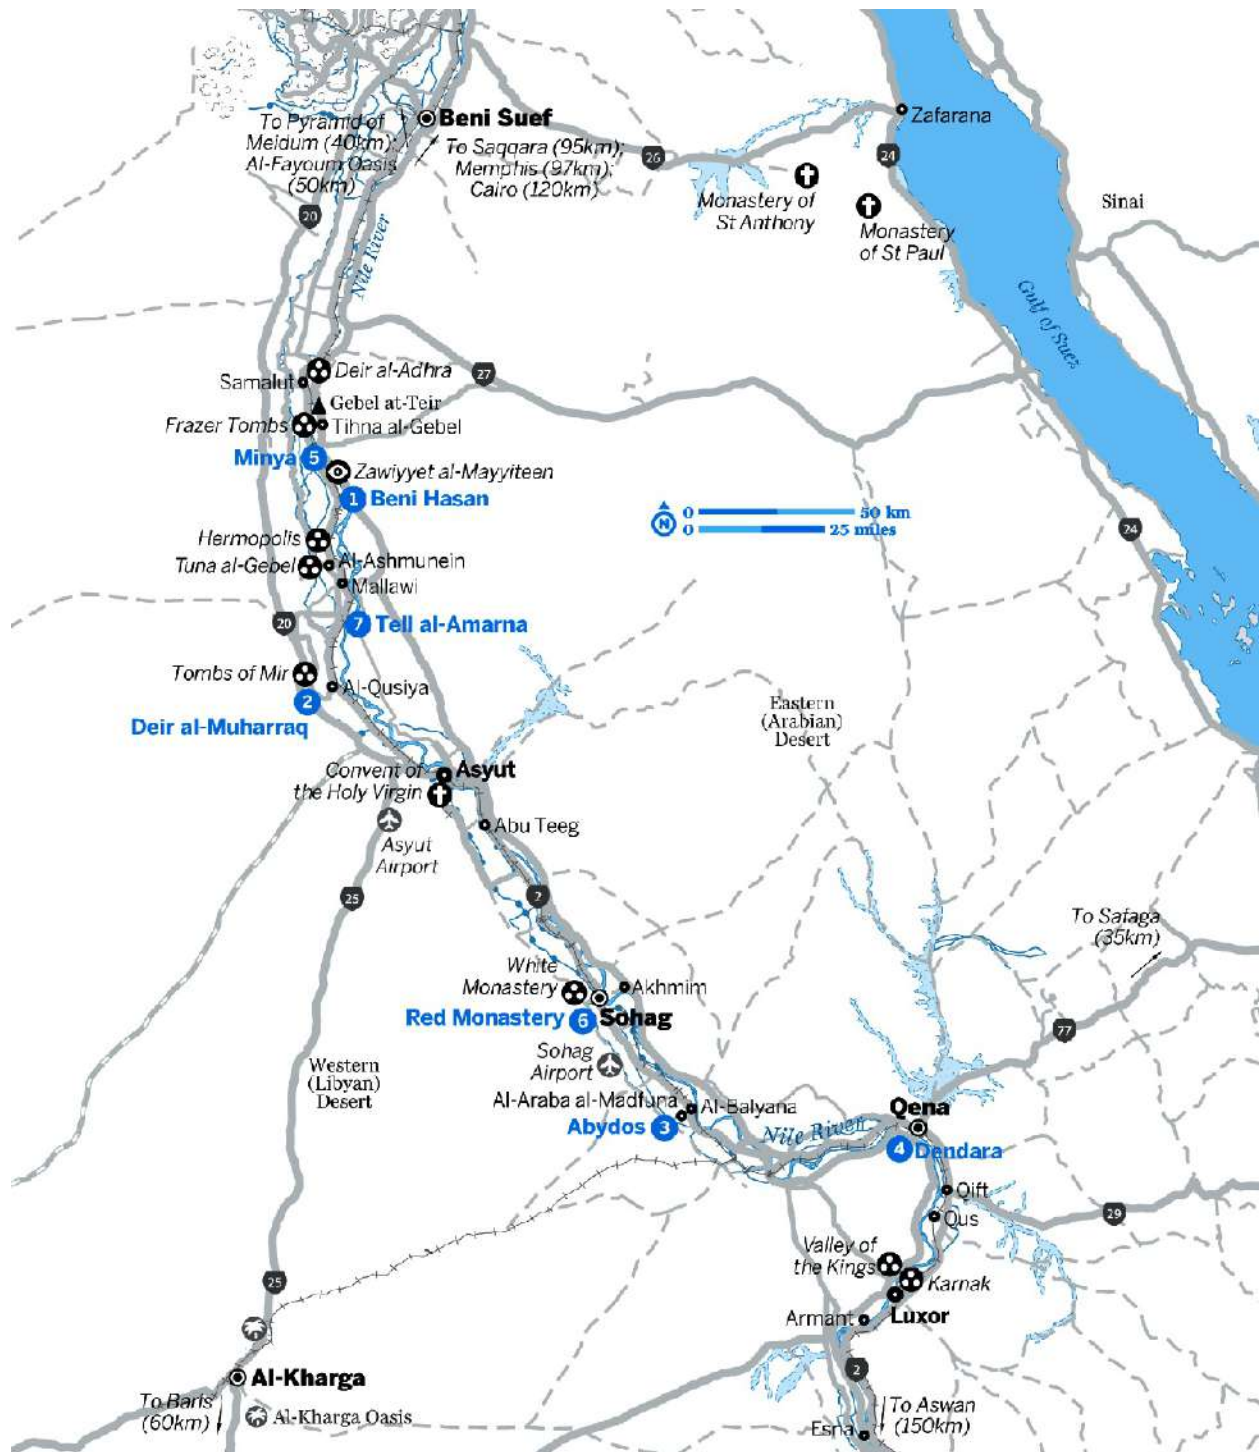 Beni Suef
To Pyramid of
Meidum (40km);
Al-Fayoum Oasis
(50km)
To Saqqara (95km);
Memphis (97km);
Cairo (120km)
Zafarana
26
24
Monastery of
St Anthony
Monastery
of St Paul
Sinai
20
Nile River
Gulf of Suez
Samalut
Deir al-Adhra
27
Gebel at-Teir
Frazer Tombs
Tihna al-Gebel
Minya 5
Zawiyyet al-Mayyiteen
1 Beni Hasan
0 50 km
N
0 25 miles
24
Hermopolis
Tuna al-Gebel
Al-Ashmunein
Mallawi
20
7 Tell al-Amarna
Tombs of Mir
Al-Qusiya
2
Deir al-Muharraq
Eastern
(Arabian)
Desert
Convent of
the Holy Virgin
Asyut
Asyut
Airport
Abu Teeg
25
2
To Safaga
(35km)
White
Monastery
Akhmim
Red Monastery 6
Sohag
77
Sohag
Airport
Western
(Libyan)
Desert
Al-Araba al-Madfuna
Al-Balyana
Abydos 3
Nile River
Qena
4 Dendara
Qift
Qus
29
Valley of
the Kings
Karnak
25
Armant
Luxor
2
Al-Kharga
To Baris
(60km)
Al-Kharga Oasis
Esna
To Aswan
(150km)